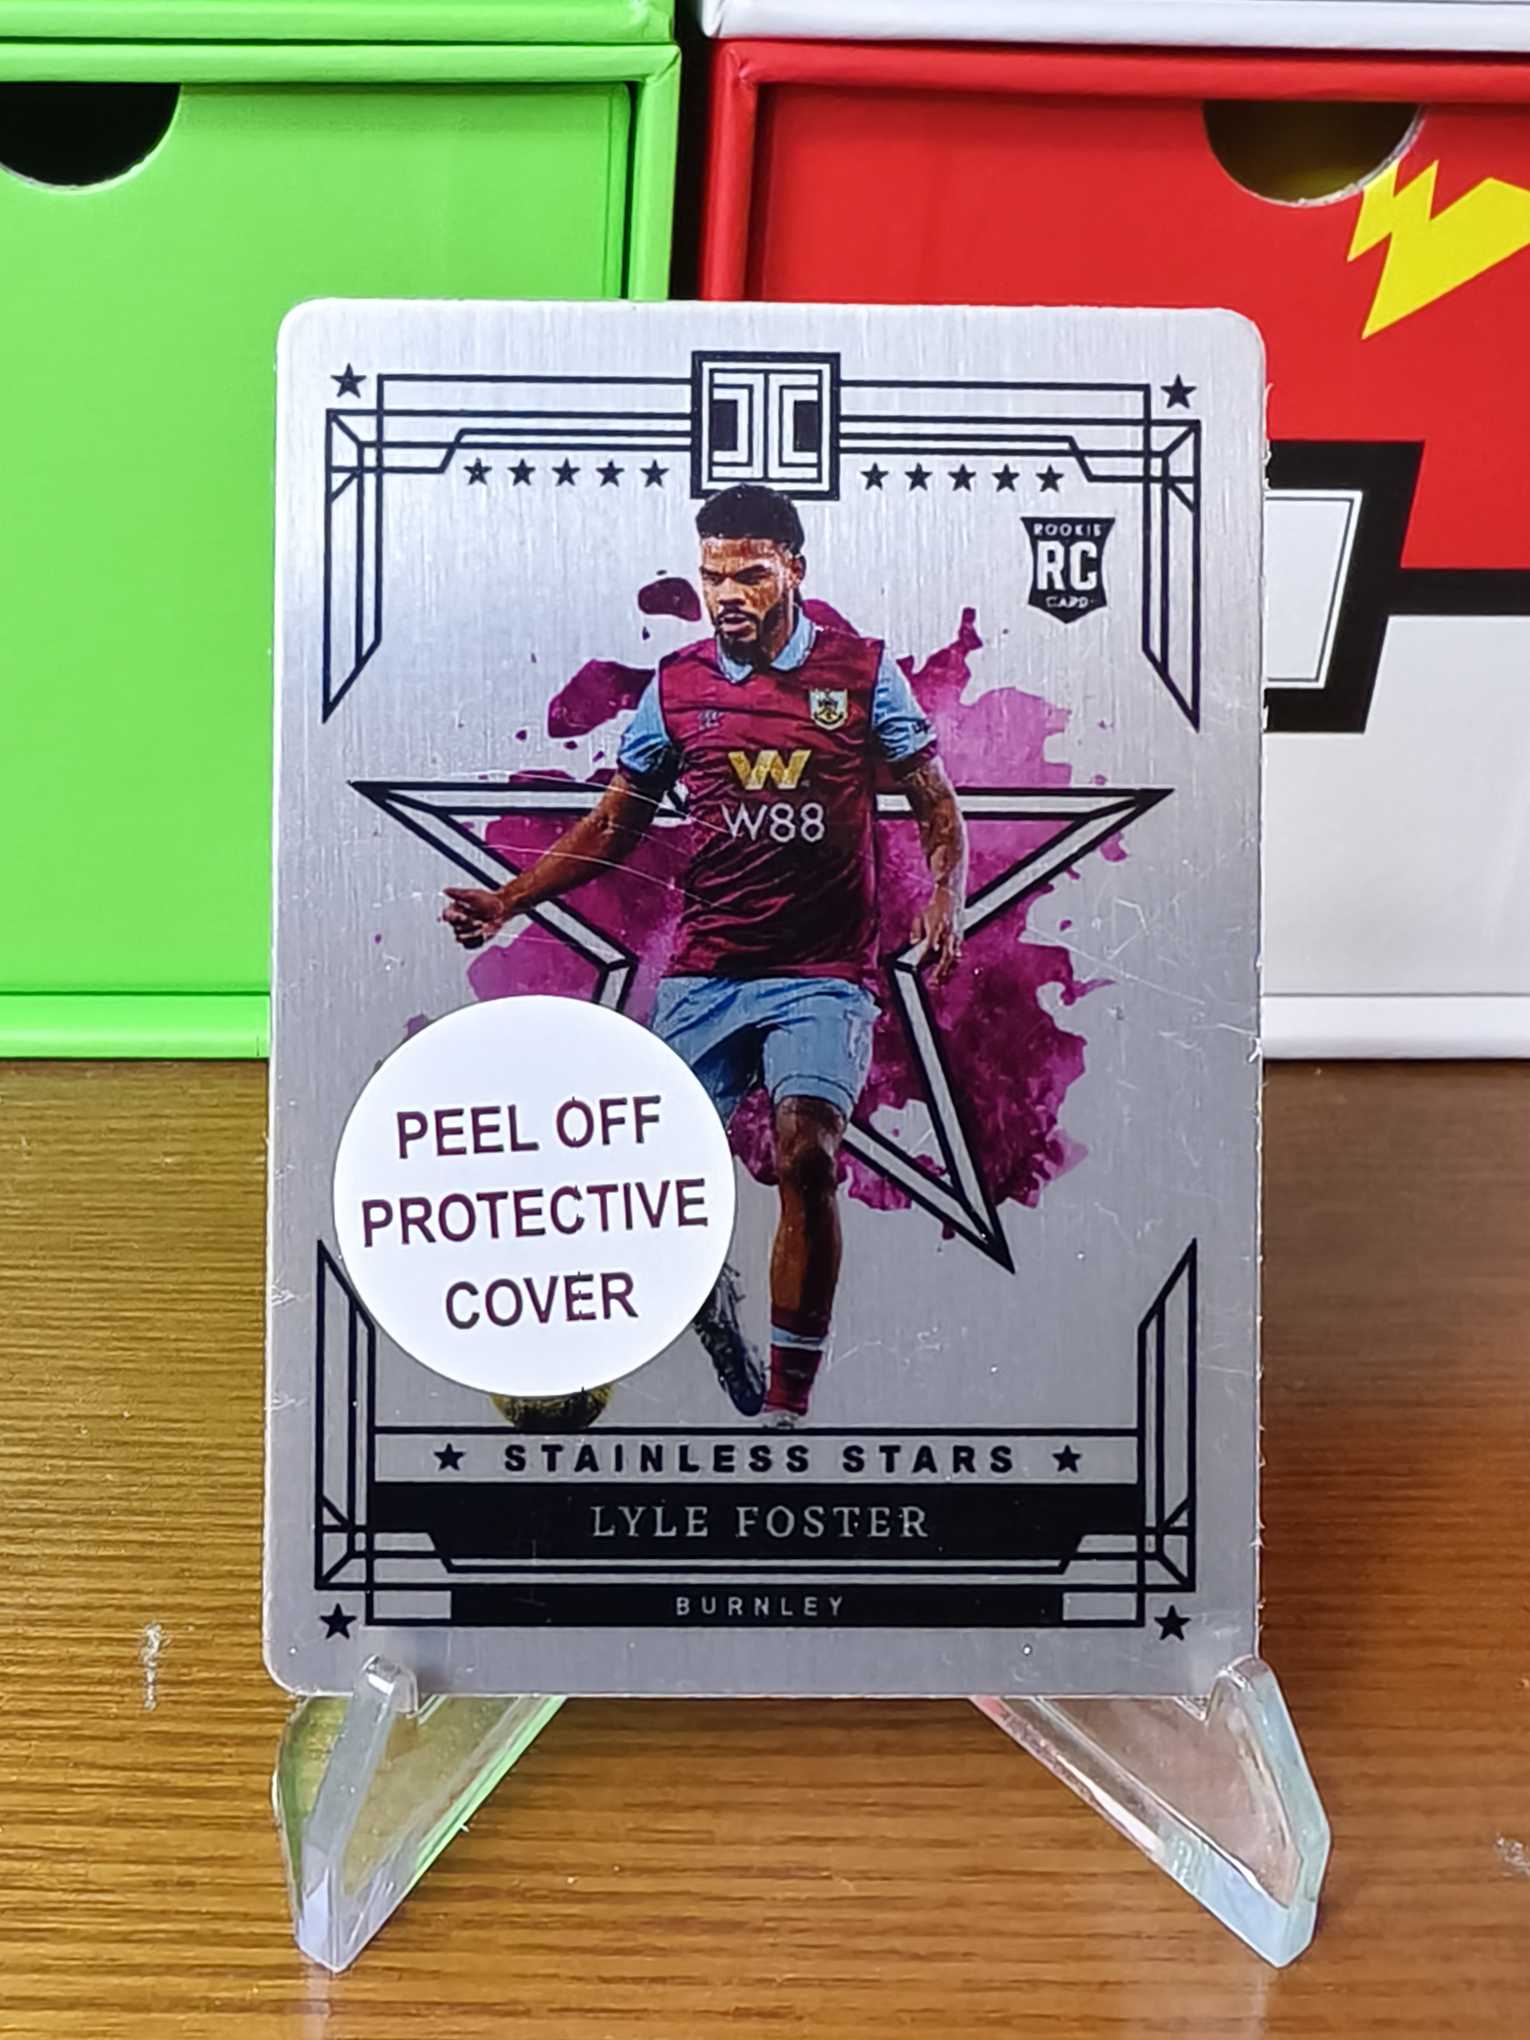 ROOKIE
RC
CARD
W88
PEEL OFF
PROTECTIVE
COVER
STAINLESS STARS
LYLE FOSTER
BURNLEY